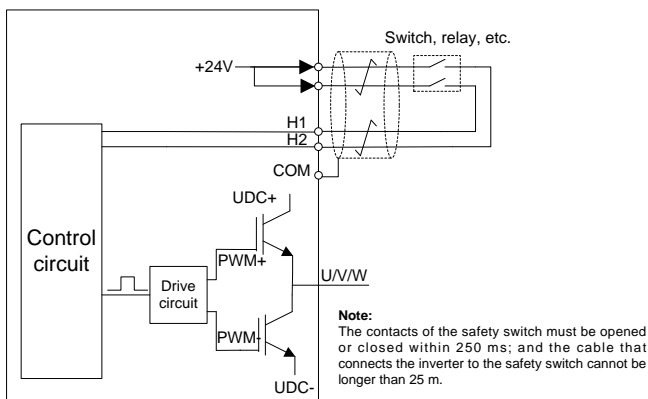 Switch, relay, etc.
+24V
H1
H2
COM
UDC+
Control
circuit
PWM+
Drive
circuit
U/V/W
PWM-
UDC-
Note:
The contacts of the safety switch must be opened
or closed within 250 ms; and the cable that
connects the inverter to the safety switch cannot be
longer than 25 m.